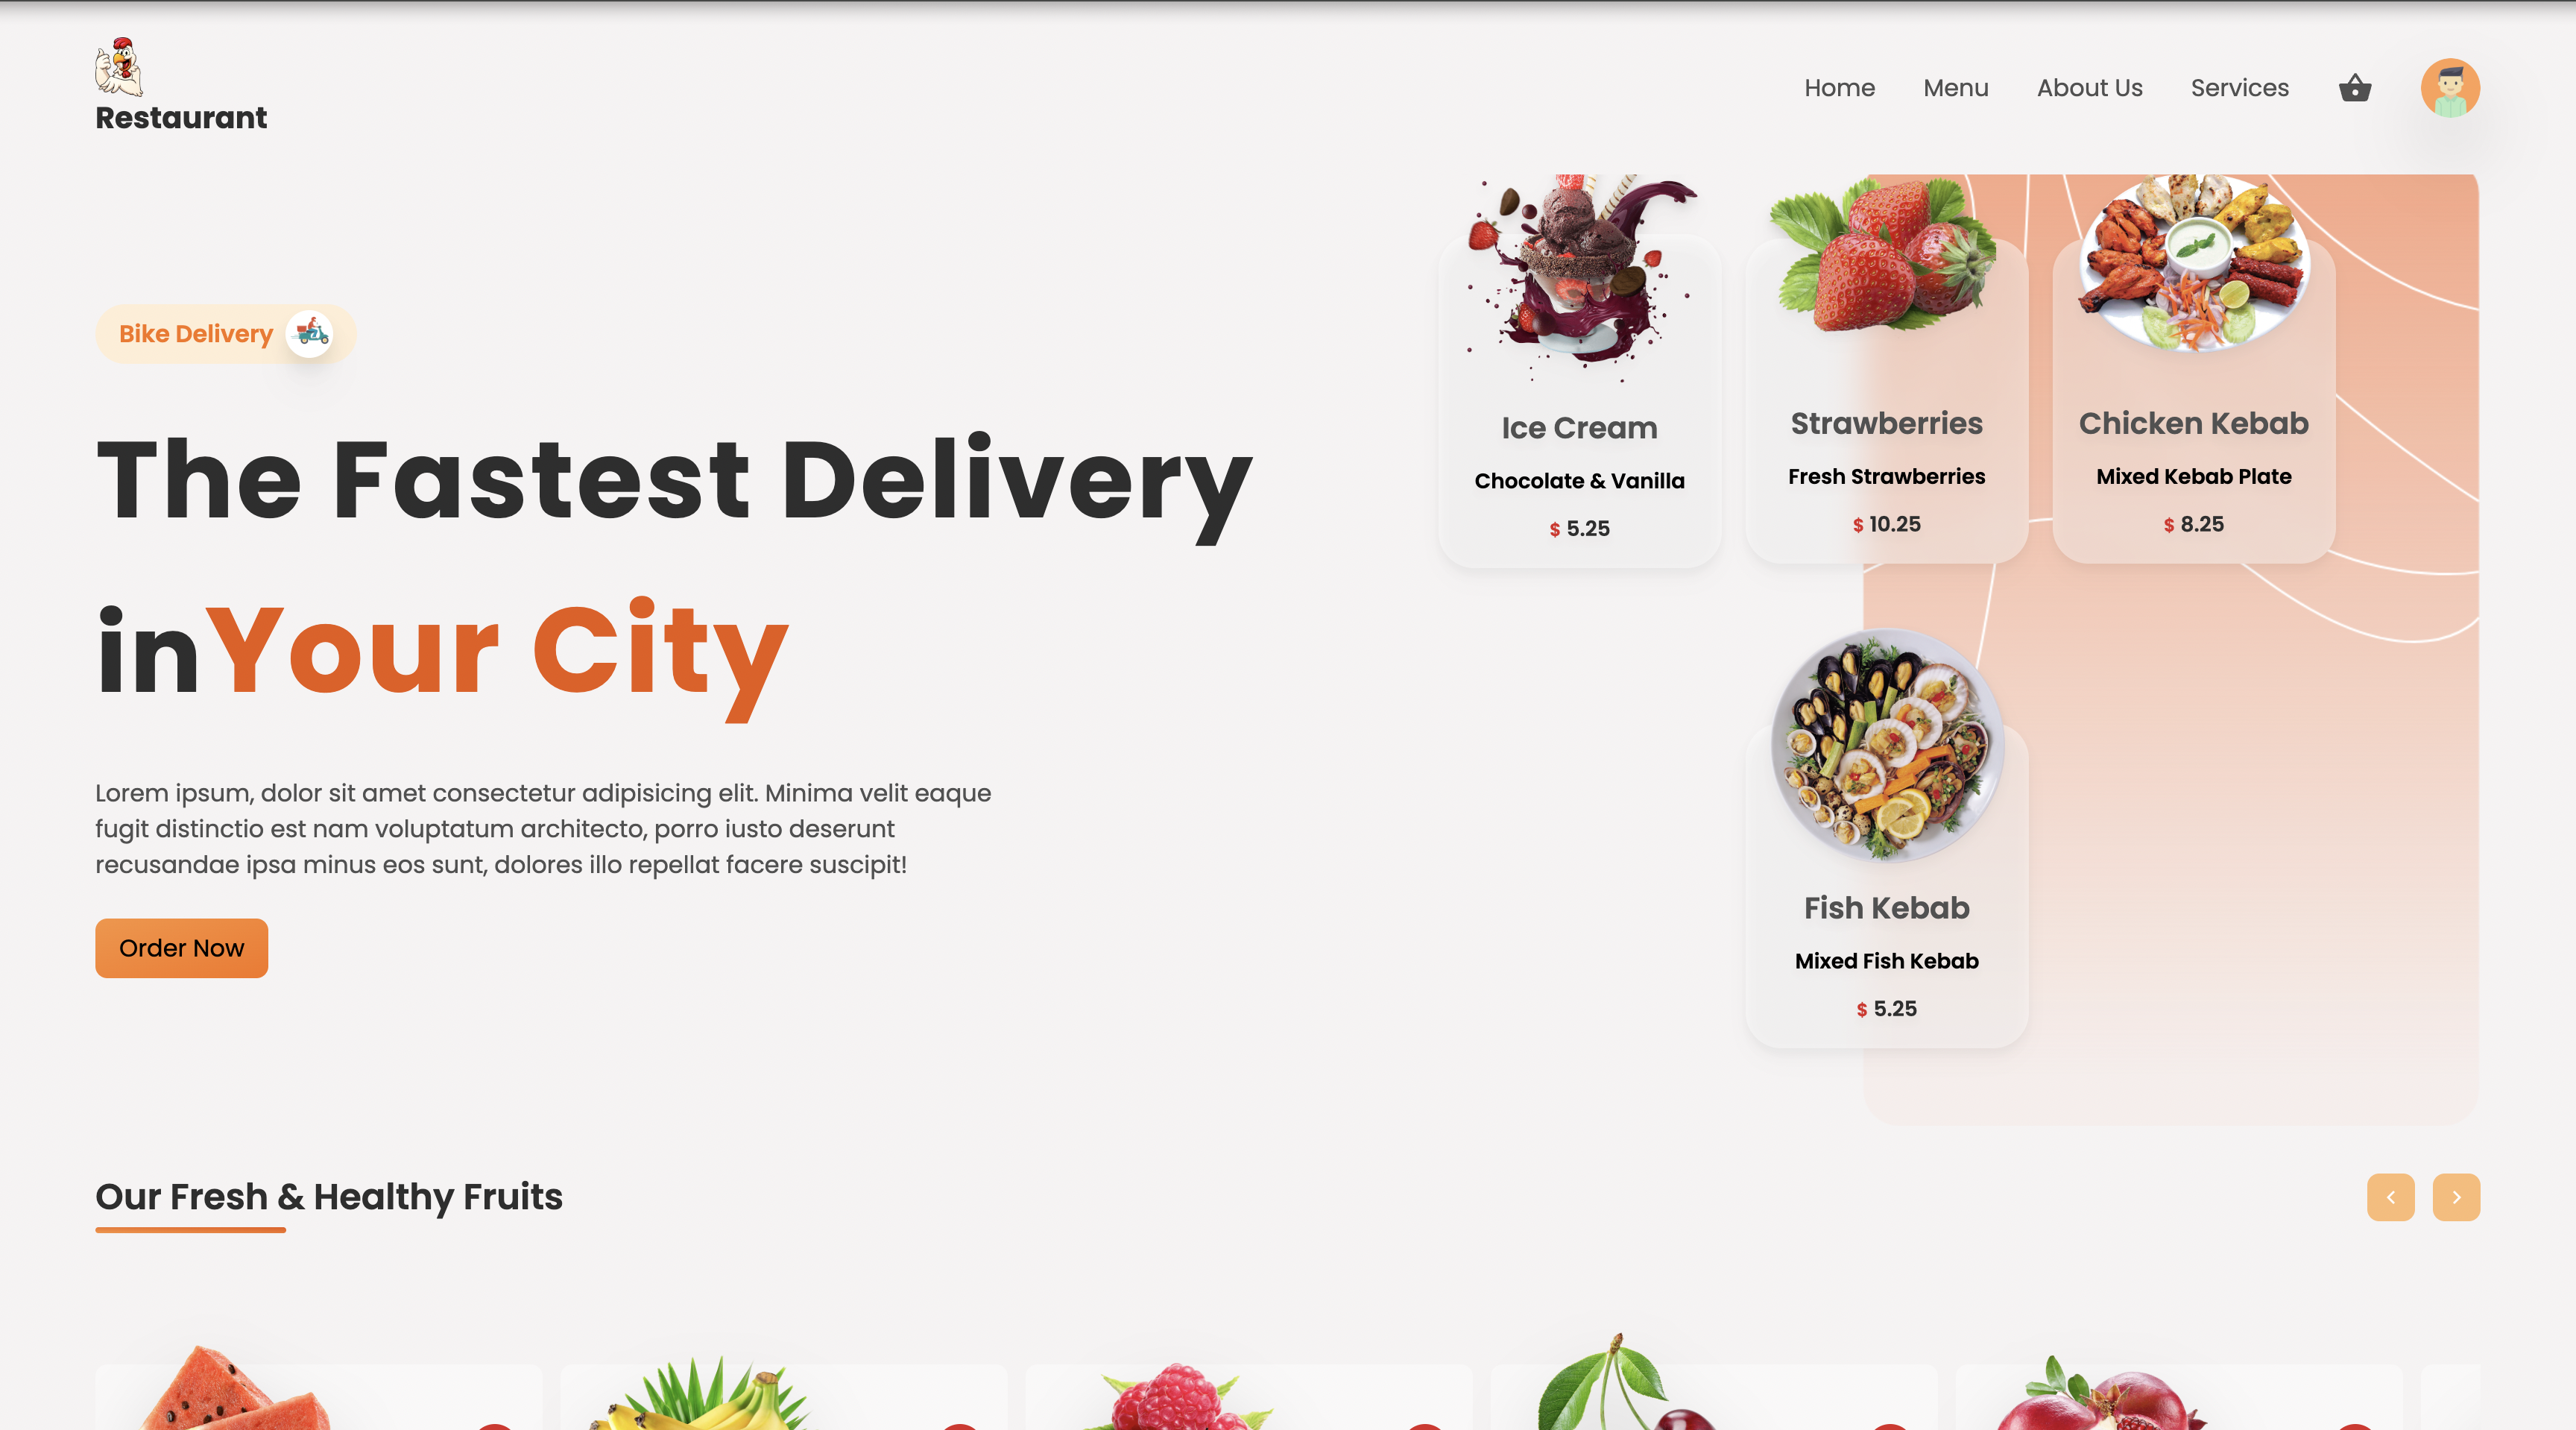 Restaurant
Home
Menu
About Us
Services
Bike Delivery
The Fastest Delivery
inYour City
Lorem ipsum, dolor sit amet consectetur adipisicing elit. Minima velit eaque
fugit distinctio est nam voluptatum architecto, porro iusto deserunt
recusandae ipsa minus eos sunt, dolores illo repellat facere suscipit!
Order Now
Ice Cream
Chocolate & Vanilla
$ 5.25
Strawberries
Fresh Strawberries
$ 10.25
Chicken Kebab
Mixed Kebab Plate
$ 8.25
Fish Kebab
Mixed Fish Kebab
$ 5.25
Our Fresh & Healthy Fruits